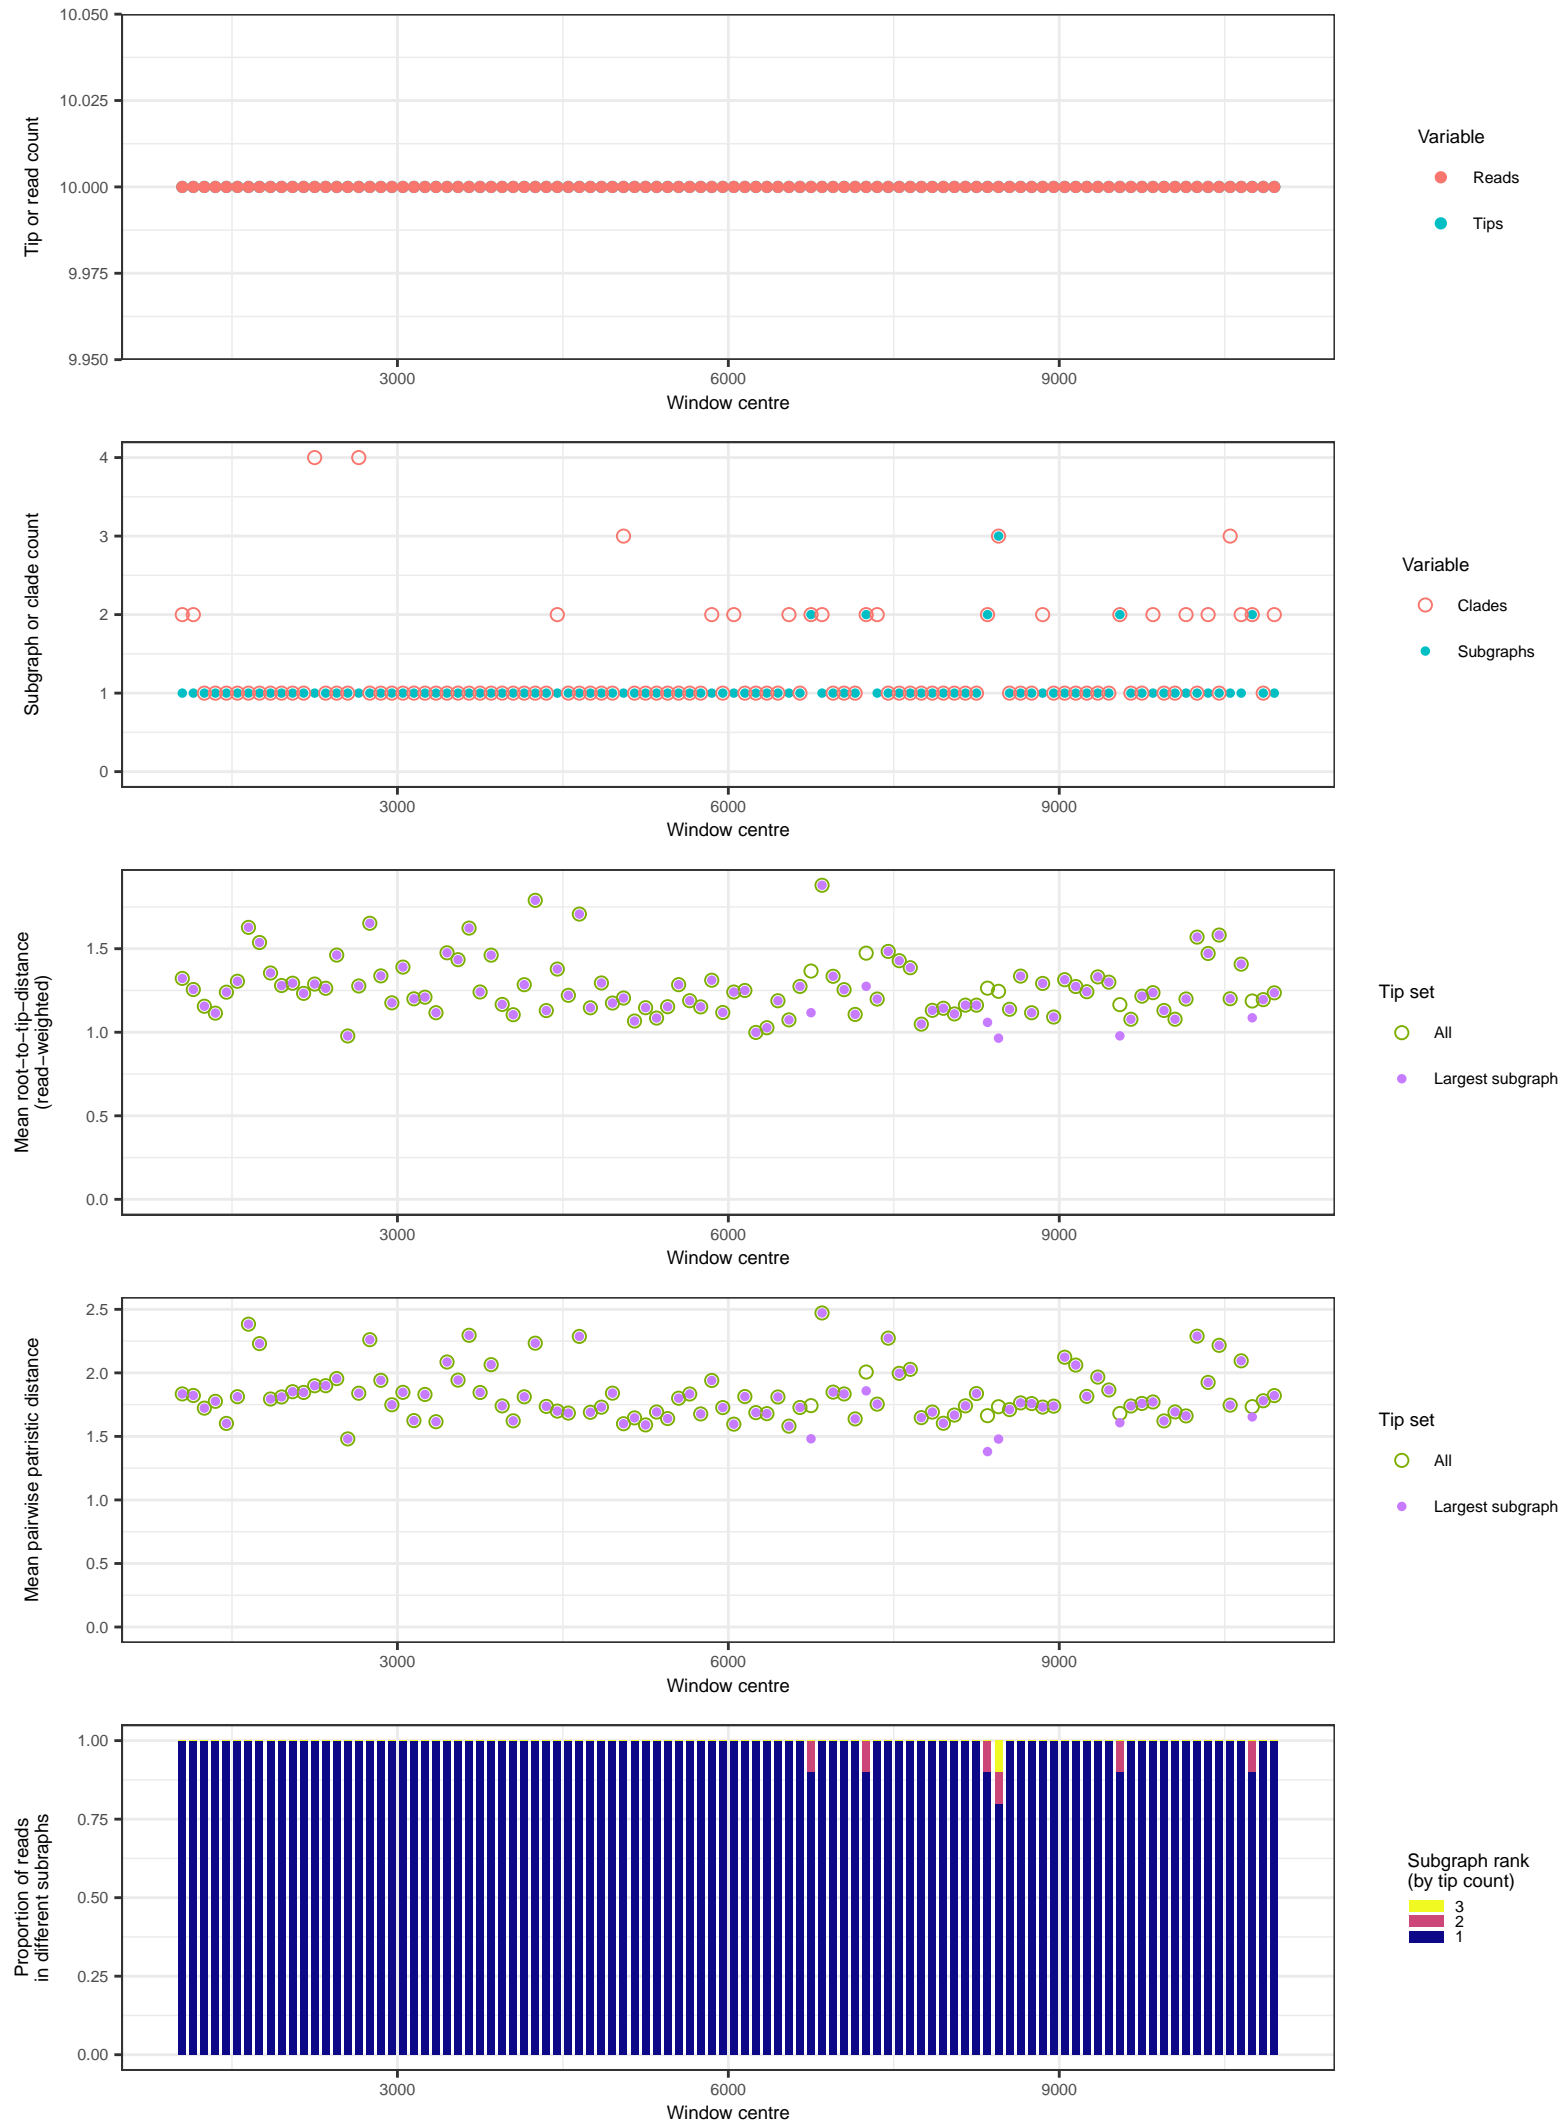 10.050
10.025
10.000
9.975
9.950
Tip or read count
3000
6000
9000
Window centre
Variable
Reads
Tips
4
3
2
1
0
Subgraph or clade count
3000
6000
9000
Window centre
Variable
Clades
Subgraphs
1.5
1.0
0.5
0.0
Mean root−to−tip−distance
(read−weighted)
3000
6000
9000
Window centre
Tip set
All
Largest subgraph
2.5
2.0
1.5
1.0
0.5
0.0
Mean pairwise patristic distance
3000
6000
9000
Window centre
Tip set
All
Largest subgraph
1.00
0.75
0.50
0.25
0.00
Proportion of reads
in different subraphs
3000
6000
9000
Window centre
Subgraph rank
(by tip count)
3
2
1